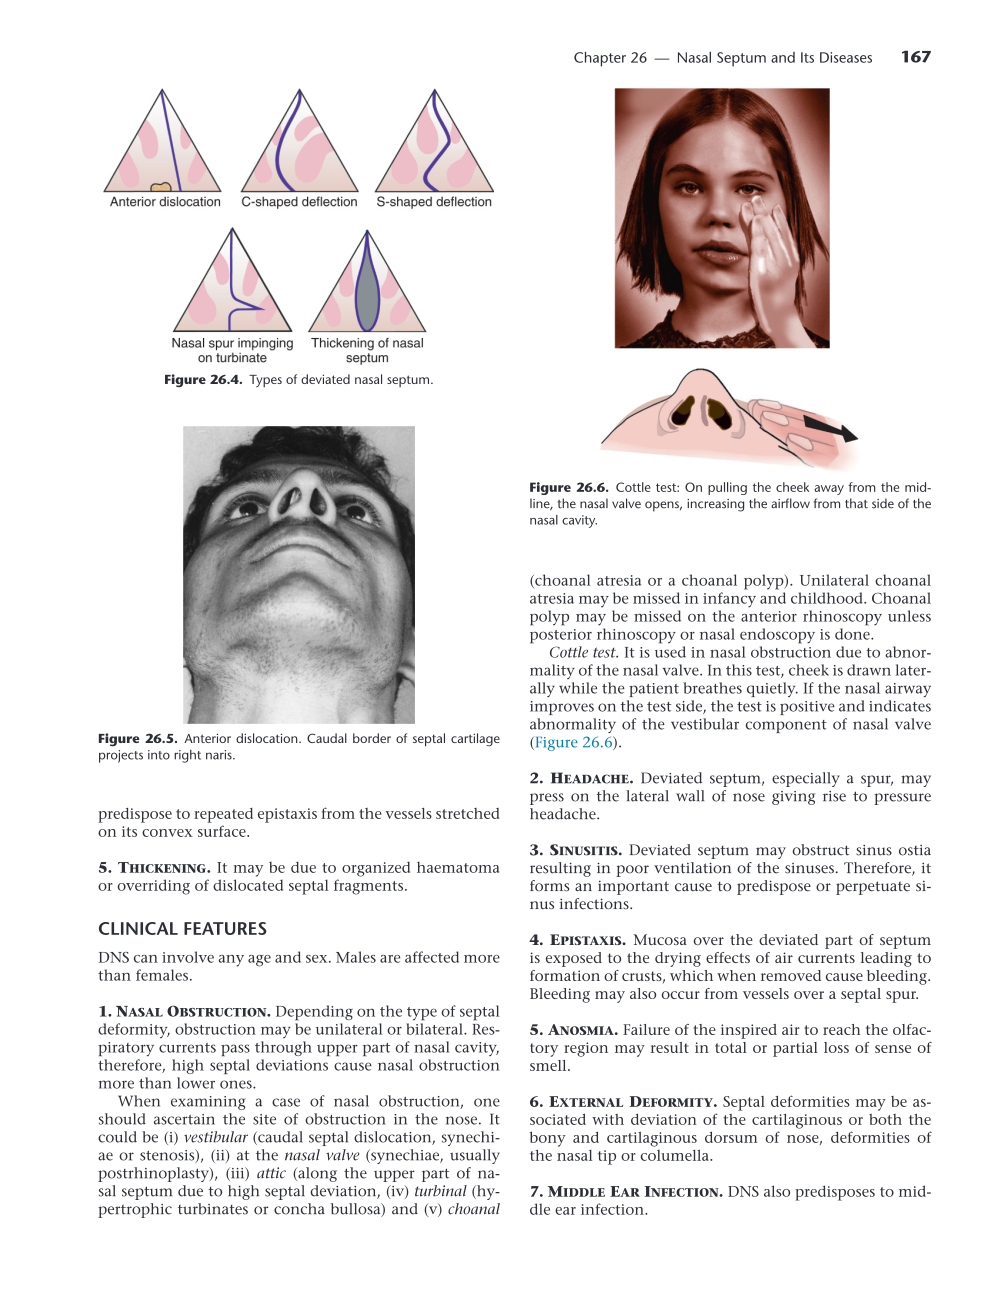 Chapter 26 — Nasal Septum and Its Diseases 167
Anterior dislocation
C-shaped deflection
S-shaped deflection
Nasal spur impinging
on turbinate
Thickening of nasal
septum
Figure 26.4. Types of deviated nasal septum.
Figure 26.5. Anterior dislocation. Caudal border of septal cartilage
projects into right naris.
predispose to repeated epistaxis from the vessels stretched
on its convex surface.
5. THICKENING. It may be due to organized haematoma
or overriding of dislocated septal fragments.
CLINICAL FEATURES
DNS can involve any age and sex. Males are affected more
than females.
1. NASAL OBSTRUCTION. Depending on the type of septal
deformity, obstruction may be unilateral or bilateral. Res-
piratory currents pass through upper part of nasal cavity,
therefore, high septal deviations cause nasal obstruction
more than lower ones.
When examining a case of nasal obstruction, one
should ascertain the site of obstruction in the nose. It
could be (i) vestibular (caudal septal dislocation, synechi-
ae or stenosis), (ii) at the nasal valve (synechiae, usually
postrhinoplasty), (iii) attic (along the upper part of na-
sal septum due to high septal deviation, (iv) turbinal (hy-
pertrophic turbinates or concha bullosa) and (v) choanal
Figure 26.6. Cottle test: On pulling the cheek away from the mid-
line, the nasal valve opens, increasing the airflow from that side of the
nasal cavity.
(choanal atresia or a choanal polyp). Unilateral choanal
atresia may be missed in infancy and childhood. Choanal
polyp may be missed on the anterior rhinoscopy unless
posterior rhinoscopy or nasal endoscopy is done.
Cottle test. It is used in nasal obstruction due to abnor-
mality of the nasal valve. In this test, cheek is drawn later-
ally while the patient breathes quietly. If the nasal airway
improves on the test side, the test is positive and indicates
abnormality of the vestibular component of nasal valve
(Figure 26.6).
2. HEADACHE. Deviated septum, especially a spur, may
press on the lateral wall of nose giving rise to pressure
headache.
3. SINUSITIS. Deviated septum may obstruct sinus ostia
resulting in poor ventilation of the sinuses. Therefore, it
forms an important cause to predispose or perpetuate si-
nus infections.
4. EPISTAXIS. Mucosa over the deviated part of septum
is exposed to the drying effects of air currents leading to
formation of crusts, which when removed cause bleeding.
Bleeding may also occur from vessels over a septal spur.
5. ANOSMIA. Failure of the inspired air to reach the olfac-
tory region may result in total or partial loss of sense of
smell.
6. EXTERNAL DEFORMITY. Septal deformities may be as-
sociated with deviation of the cartilaginous or both the
bony and cartilaginous dorsum of nose, deformities of
the nasal tip or columella.
7. MIDDLE EAR INFECTION. DNS also predisposes to mid-
dle ear infection.